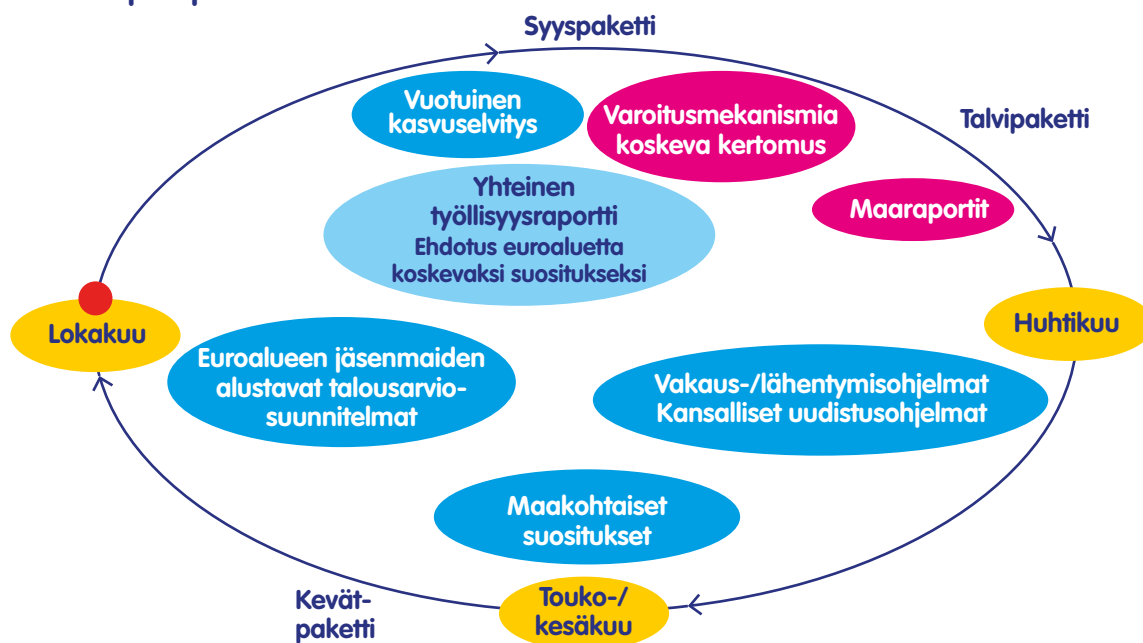 Syyspaketti
Vuotuinen
kasvuselvitys
Varoitusmekanismia
koskeva kertomus
Talvipaketti
Yhteinen
työllisyysraportti
Ehdotus euroaluetta
koskevaksi suositukseksi
Maaraportit
Lokakuu
Huhtikuu
Euroalueen jäsenmaiden
alustavat talousarvio-
suunnitelmat
Vakaus-/lähentymisohjelmat
Kansalliset uudistusohjelmat
Maakohtaiset
suositukset
Kevät-
paketti
Touko-/
kesäkuu